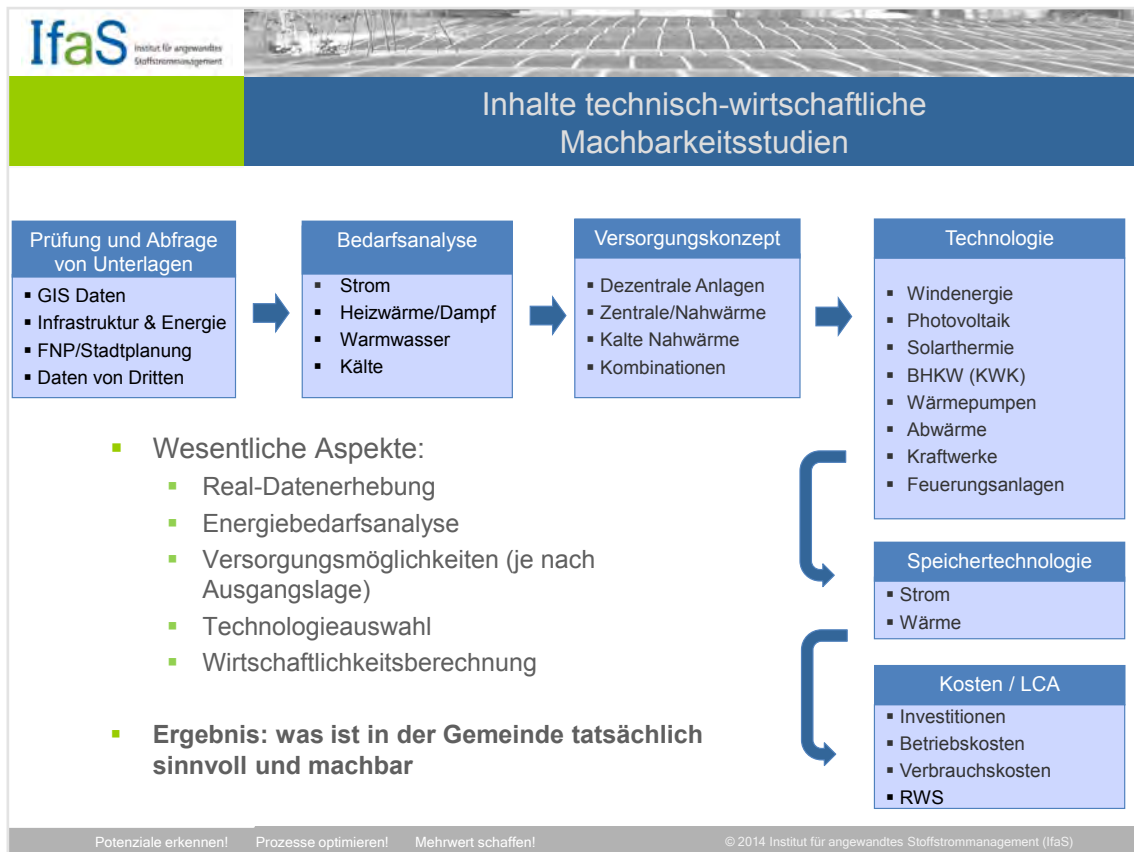 IfaS Institut für angewandtes
Stoffstrommanagement
Inhalte technisch-wirtschaftliche
Machbarkeitsstudien
Prüfung und Abfrage
von Unterlagen
▪ GIS Daten
▪ Infrastruktur & Energie
▪ FNP/Stadtplanung
▪ Daten von Dritten
Bedarfsanalyse
▪ Strom
▪ Heizwärme/Dampf
▪ Warmwasser
▪ Kälte
Versorgungskonzept
▪ Dezentrale Anlagen
▪ Zentrale/Nahwärme
▪ Kalte Nahwärme
▪ Kombinationen
Technologie
▪ Windenergie
▪ Photovoltaik
▪ Solarthermie
▪ BHKW (KWK)
▪ Wärmepumpen
▪ Abwärme
▪ Kraftwerke
▪ Feuerungsanlagen
▪ Wesentliche Aspekte:
▪ Real-Datenerhebung
▪ Energiebedarfsanalyse
▪ Versorgungsmöglichkeiten (je nach
Ausgangslage)
▪ Technologieauswahl
▪ Wirtschaftlichkeitsberechnung
▪ Ergebnis: was ist in der Gemeinde tatsächlich
sinnvoll und machbar
Speichertechnologie
▪ Strom
▪ Wärme
Kosten / LCA
▪ Investitionen
▪ Betriebskosten
▪ Verbrauchskosten
▪ RWS
Potenziale erkennen! Prozesse optimieren! Mehrwert schaffen! © 2014 Institut für angewandtes Stoffstrommanagement (IfaS)